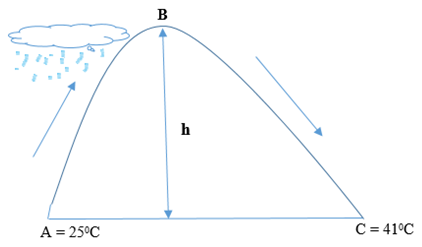 B
h
A = 25⁰C
C = 41⁰C